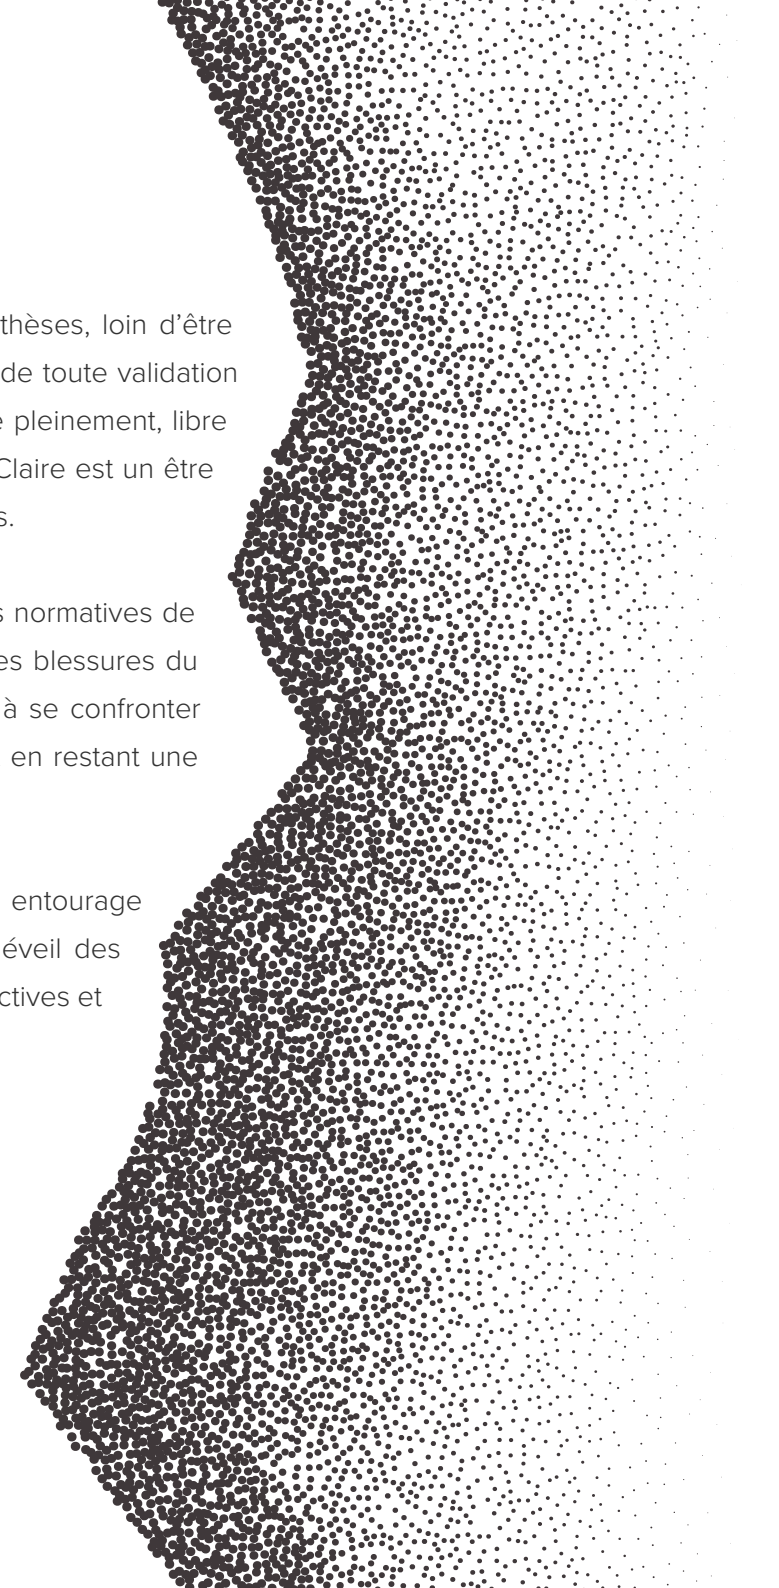 thèses, loin d’être
de toute validation
pleinement, libre
Claire est un être
s.
s normatives de
es blessures du
à se confronter
en restant une
entourage
éveil des
ctives et